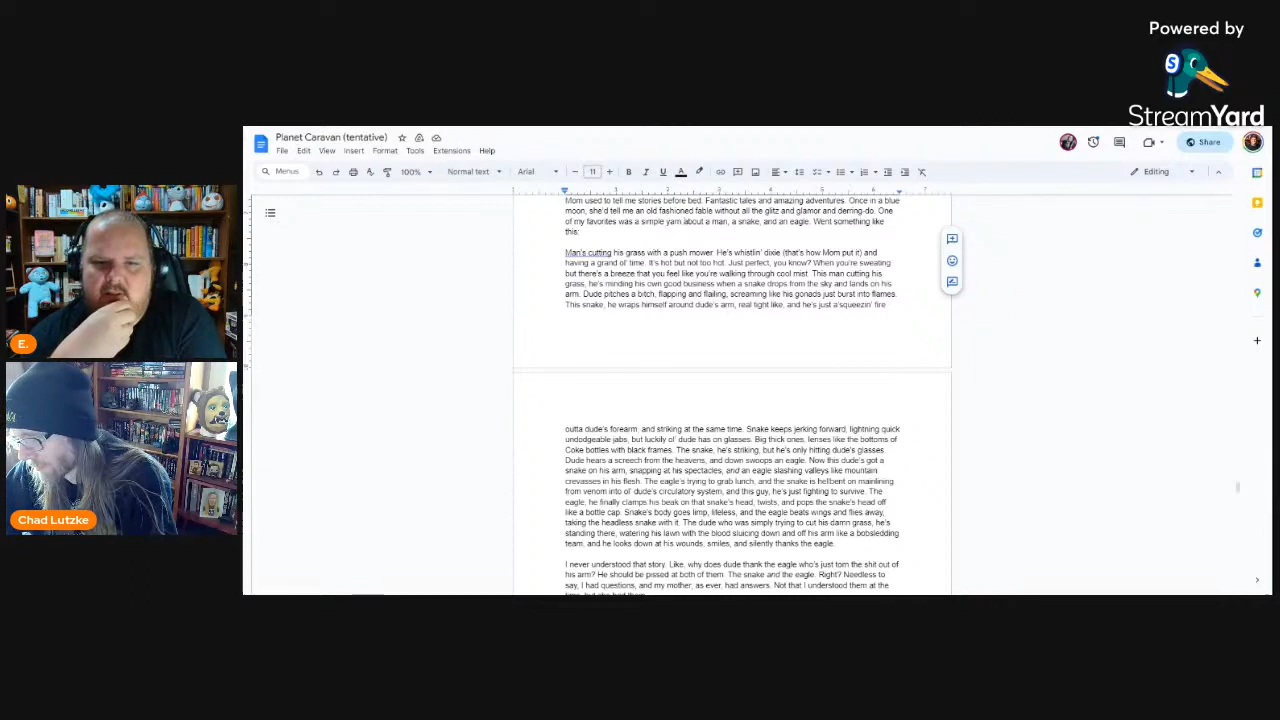 Powered by
StreamYard
Planet Caravan (tentative)
File Edit View Insert Format Tools Extensions Help
Share
Menus
100%
Normal text
Arial
11
B I U A
Editing
1 2 3 4 5 6 7
Mom used to tell me stories before bed. Fantastic tales and amazing adventures. Once in a blue
moon, she'd tell me an old fashioned fable without all the glitz and glamor and derring-do. One
of my favorites was a simple yarn about a man, a snake, and an eagle. Went something like
this:
Man's cutting his grass with a push mower. He's whistlin' dixie (that's how Mom put it) and
having a grand ol' time. It's hot but not too hot. Just perfect, you know? When you're sweating
but there's a breeze that you feel like you're walking through cool mist. This man cutting his
grass, he's minding his own good business when a snake drops from the sky and lands on his
arm. Dude pitches a bitch, flapping and flailing, screaming like his gonads just burst into flames.
This snake, he wraps himself around dude's arm, real tight like, and he's just a'squeezin' fire
outta dude's forearm, and striking at the same time. Snake keeps jerking forward, lightning quick
undodgeable jabs, but luckily ol' dude has on glasses. Big thick ones, lenses like the bottoms of
Coke bottles with black frames. The snake, he's striking, but he's only hitting dude's glasses.
Dude hears a screech from the heavens, and down swoops an eagle. Now this dude's got a
snake on his arm, snapping at his spectacles, and an eagle slashing valleys like mountain
crevasses in his flesh. The eagle's trying to grab lunch, and the snake is hellbent on mainlining
from venom into ol' dude's circulatory system, and this guy, he's just fighting to survive. The
eagle, he finally clamps his beak on that snake's head, twists, and pops the snake's head off
like a bottle cap. Snake's body goes limp, lifeless, and the eagle beats wings and flies away,
taking the headless snake with it. The dude who was simply trying to cut his damn grass, he's
standing there, watering his lawn with the blood sluicing down and off his arm like a bobsledding
team, and he looks down at his wounds, smiles, and silently thanks the eagle.
I never understood that story. Like, why does dude thank the eagle who's just torn the shit out of
his arm? He should be pissed at both of them. The snake and the eagle. Right? Needless to
say, I had questions, and my mother, as ever, had answers. Not that I understood them at the
E.
Chad Lutzke